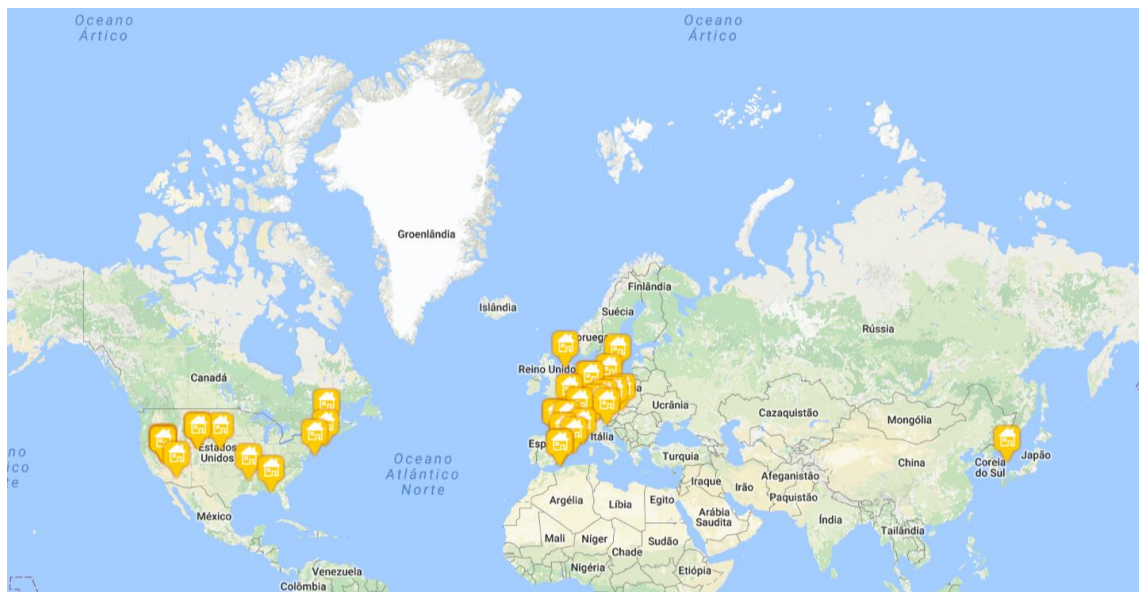 Oceano
Ártico
Oceano
Ártico
Groenlândia
Finlândia
Islândia
Suécia
Rússia
Reino Unido
Canadá
Ucrânia
Cazaquistão
Mongólia
Estados
Unidos
Itália
Turquia
China
Coreia
do Sul
Japão
Oceano
Atlântico
Norte
Iraque
Irão
Afeganistão
Paquistão
México
Argélia
Líbia
Egito
Arábia
Saudita
Índia
Tailândia
Mali
Níger
Sudão
Chade
Nigéria
Etiópia
Venezuela
Colômbia